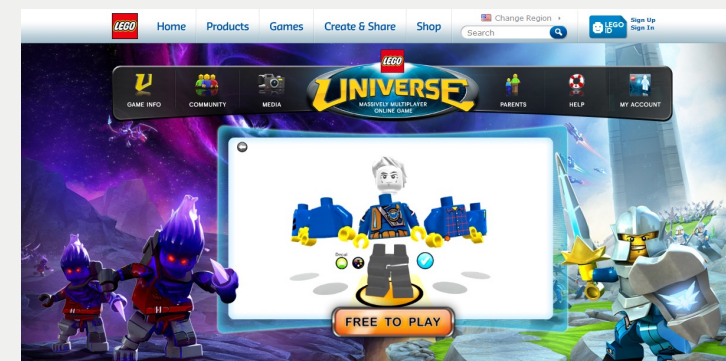 LEGO
Home Products Games Create & Share Shop
Change Region
Search
LEGO ID
Sign Up
Sign In
LEGO
UNIVERSE
MASSIVELY MULTIPLAYER
ONLINE GAME
GAME INFO COMMUNITY MEDIA PARENTS HELP MY ACCOUNT
Decal
FREE TO PLAY